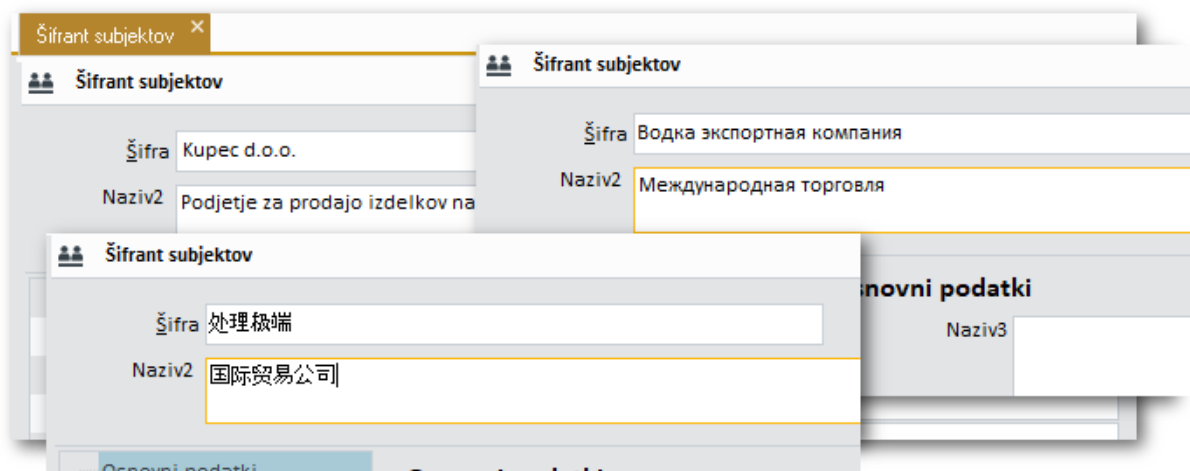 Šifrant subjektov
Šifrant subjektov
Šifra Kupec d.o.o.
Naziv2 Podjetje za prodajo izdelkov na
Šifrant subjektov
Šifra Водка экспортная компания
Naziv2 Международная торговля
Šifrant subjektov
Šifra 处理极端
Naziv2 国际贸易公司
snovni podatki
Naziv3
Osnovni podatki